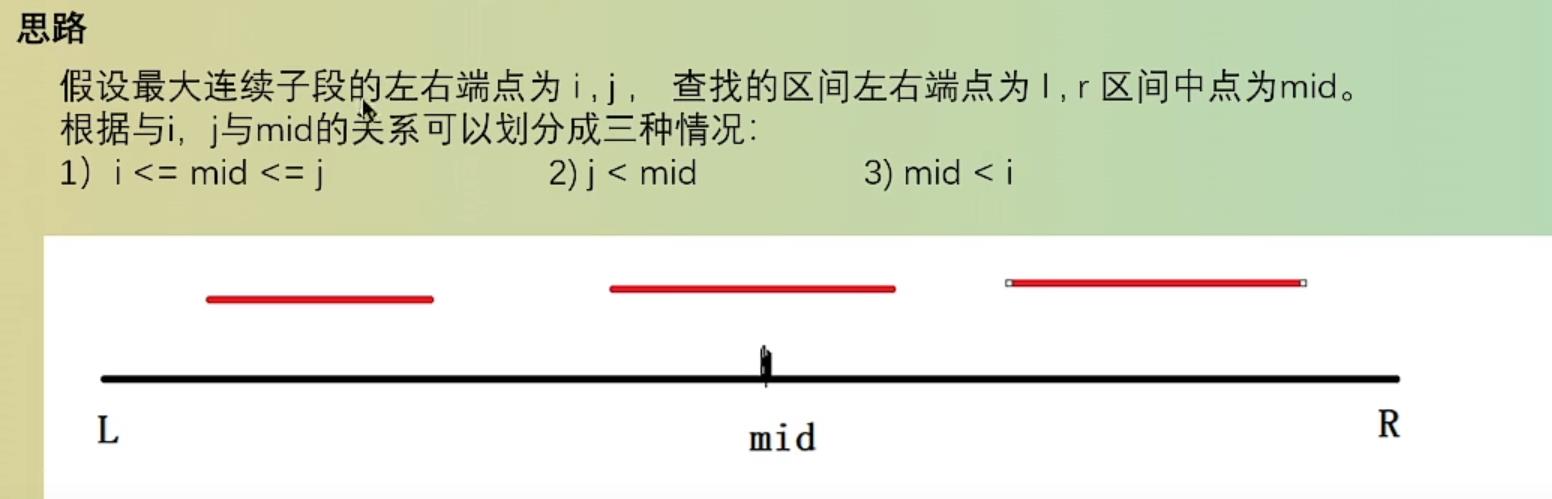 思路
假设最大连续子段的左右端点为 i , j ， 查找的区间左右端点为 l , r 区间中点为mid。
根据与i，j与mid的关系可以划分成三种情况：
1）i <= mid <= j 2) j < mid 3) mid < i
L mid R